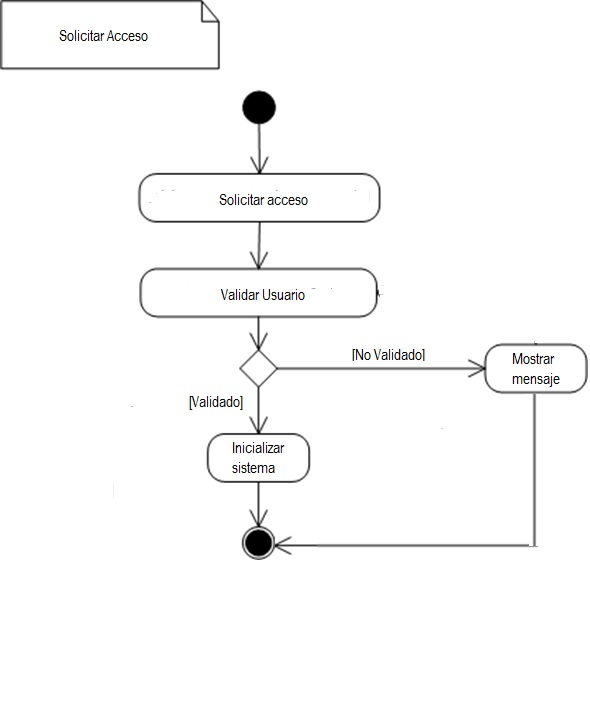 Solicitar Acceso
Solicitar acceso
Validar Usuario
[No Validado]
Mostrar
mensaje
[Validado]
Inicializar
sistema